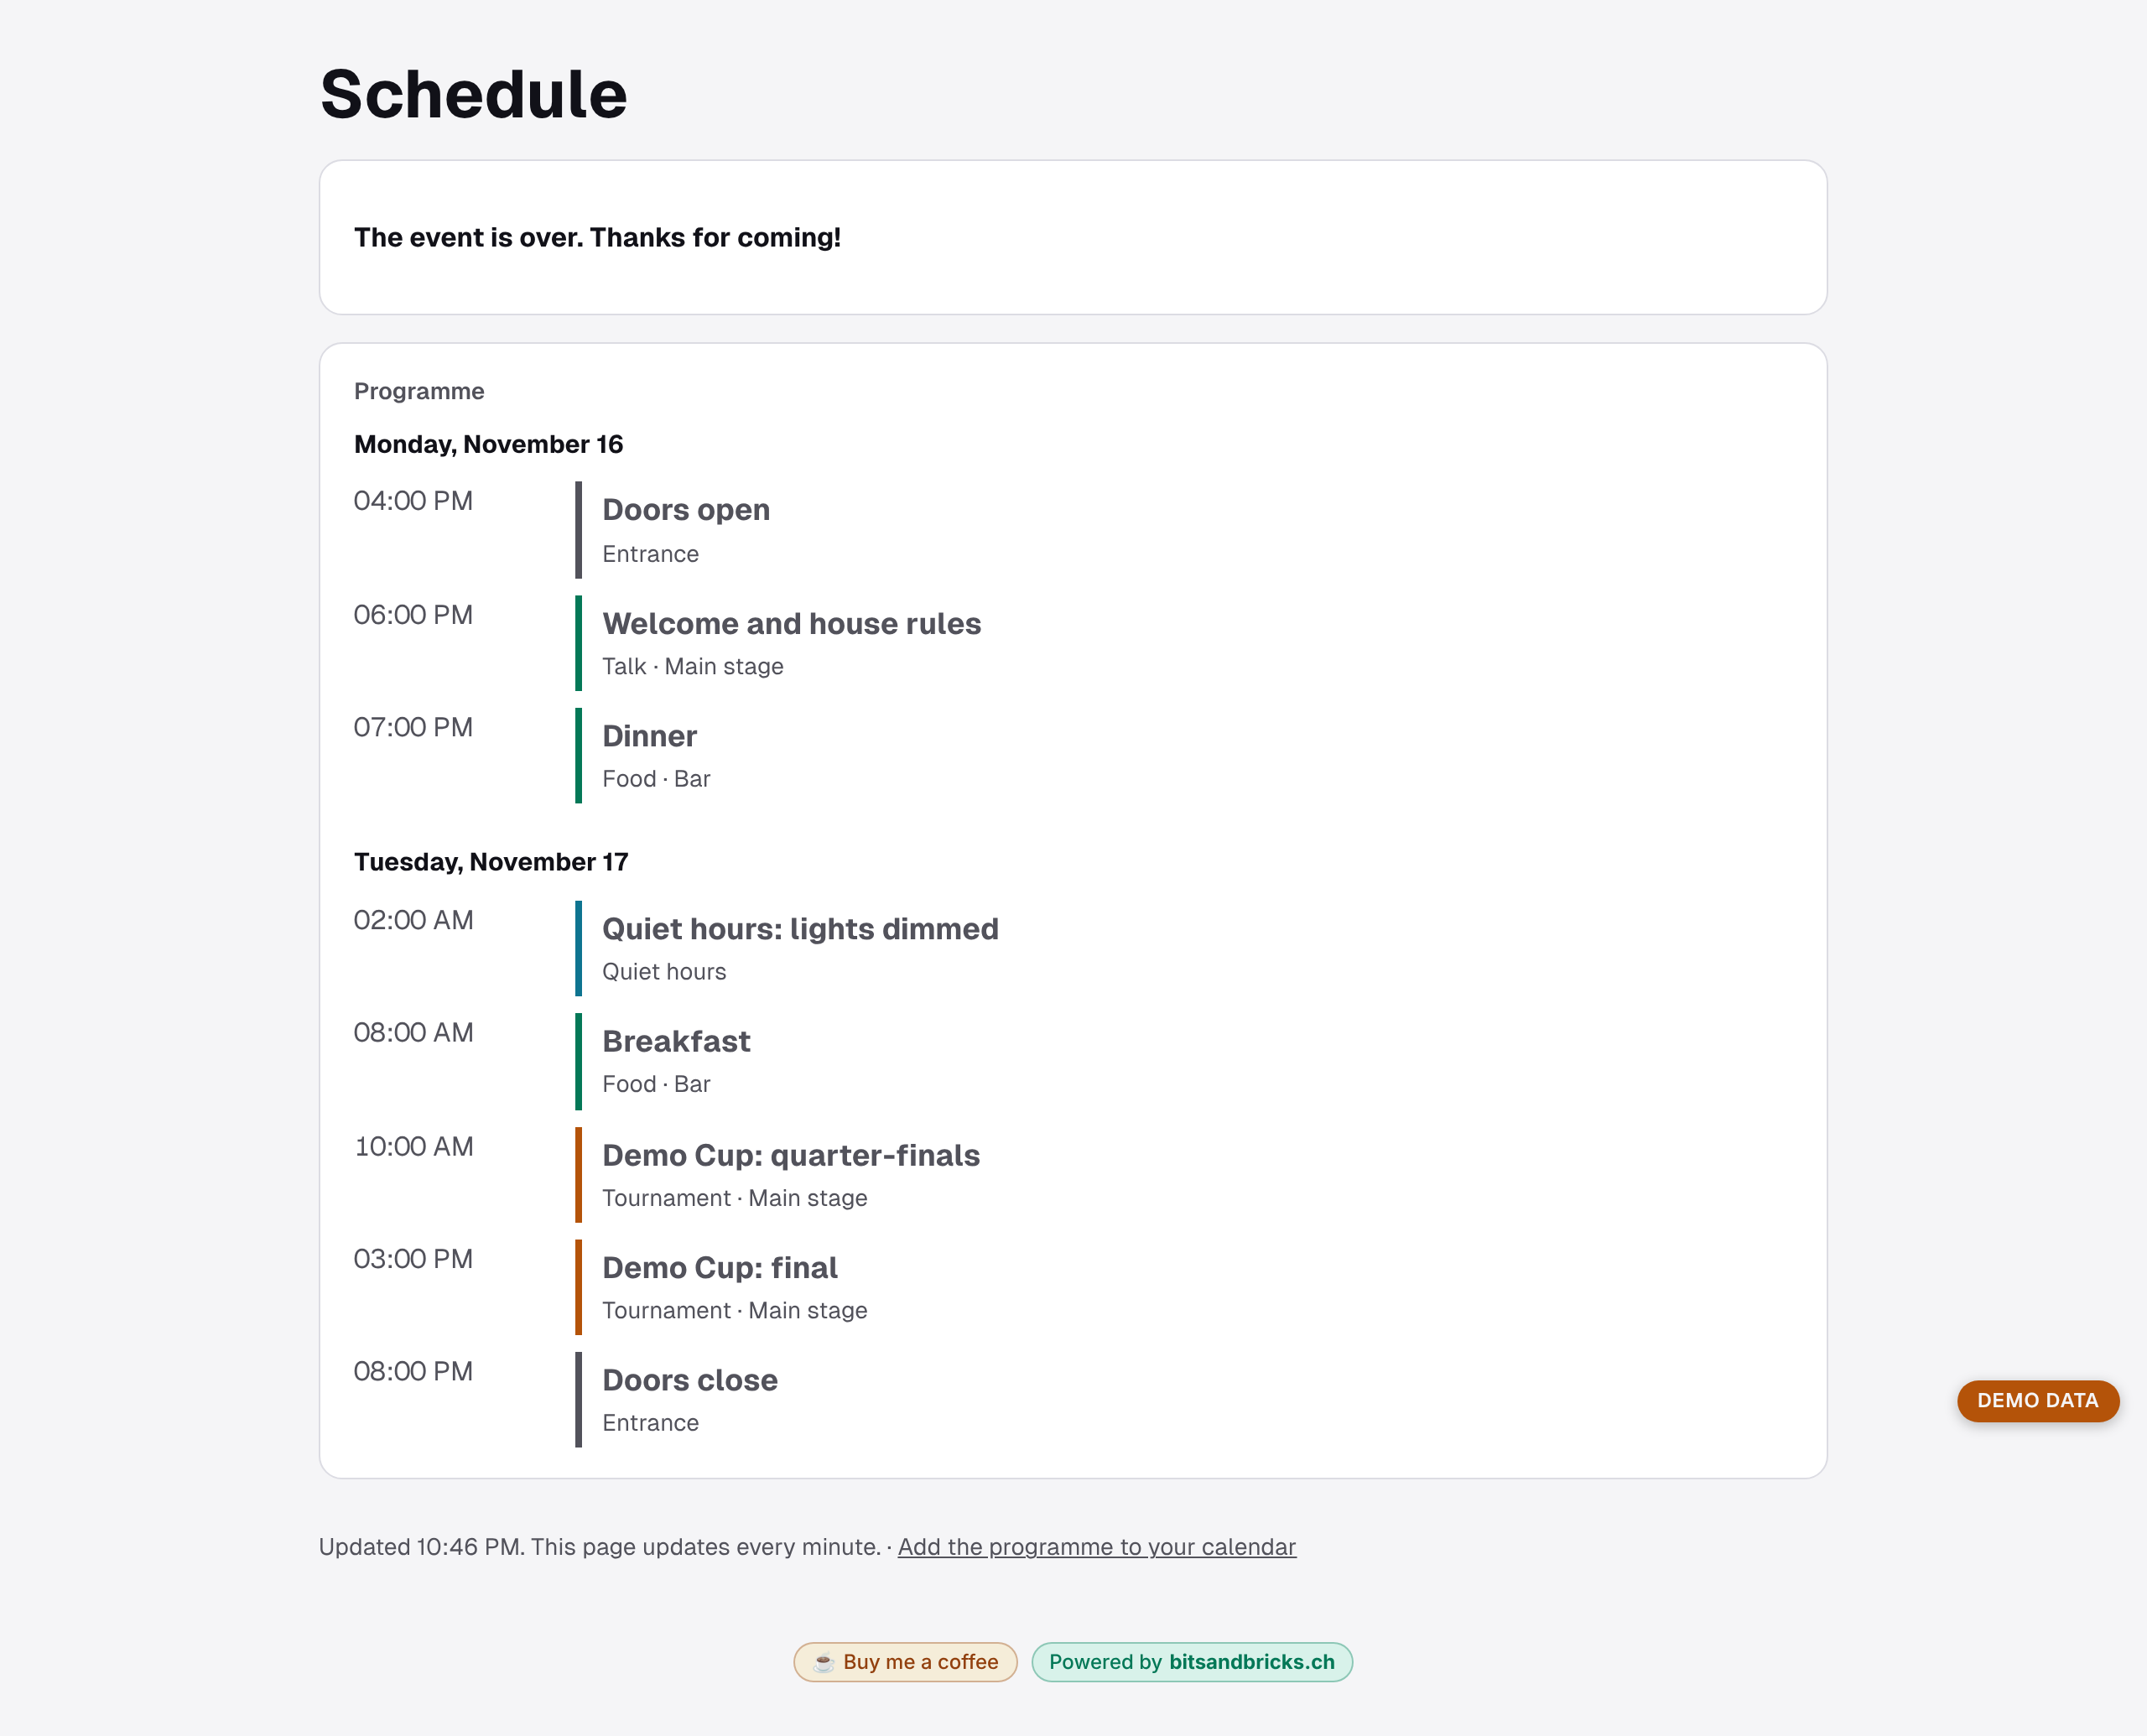 Schedule
The event is over. Thanks for coming!
Programme
Monday, November 16
04:00 PM
Doors open
Entrance
06:00 PM
Welcome and house rules
Talk · Main stage
07:00 PM
Dinner
Food · Bar
Tuesday, November 17
02:00 AM
Quiet hours: lights dimmed
Quiet hours
08:00 AM
Breakfast
Food · Bar
10:00 AM
Demo Cup: quarter-finals
Tournament · Main stage
03:00 PM
Demo Cup: final
Tournament · Main stage
08:00 PM
Doors close
Entrance
DEMO DATA
Updated 10:46 PM. This page updates every minute. · Add the programme to your calendar
☕ Buy me a coffee
Powered by bitsandbricks.ch